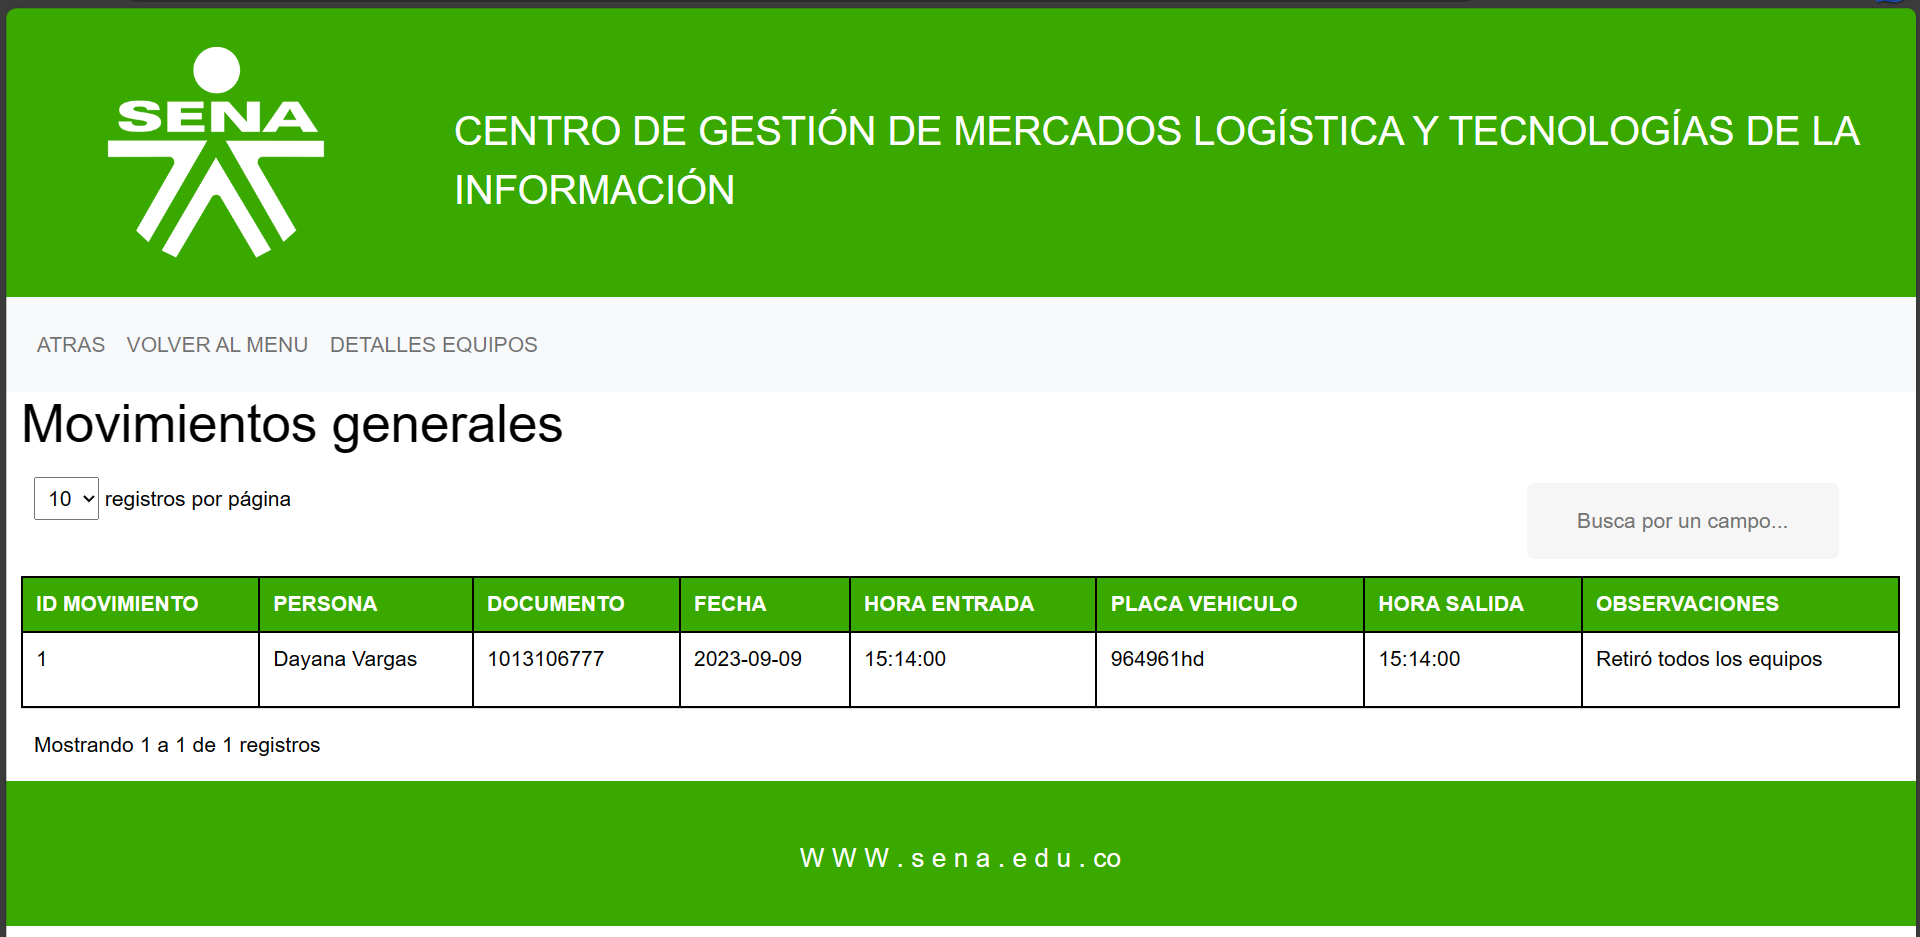 SENA
CENTRO DE GESTIÓN DE MERCADOS LOGÍSTICA Y TECNOLOGÍAS DE LA
INFORMACIÓN
ATRAS VOLVER AL MENU DETALLES EQUIPOS
Movimientos generales
10 registros por página
Busca por un campo...
ID MOVIMIENTO PERSONA DOCUMENTO FECHA HORA ENTRADA PLACA VEHICULO HORA SALIDA OBSERVACIONES
1 Dayana Vargas 1013106777 2023-09-09 15:14:00 964961hd 15:14:00 Retiró todos los equipos
Mostrando 1 a 1 de 1 registros
W W W . s e n a . e d u . co